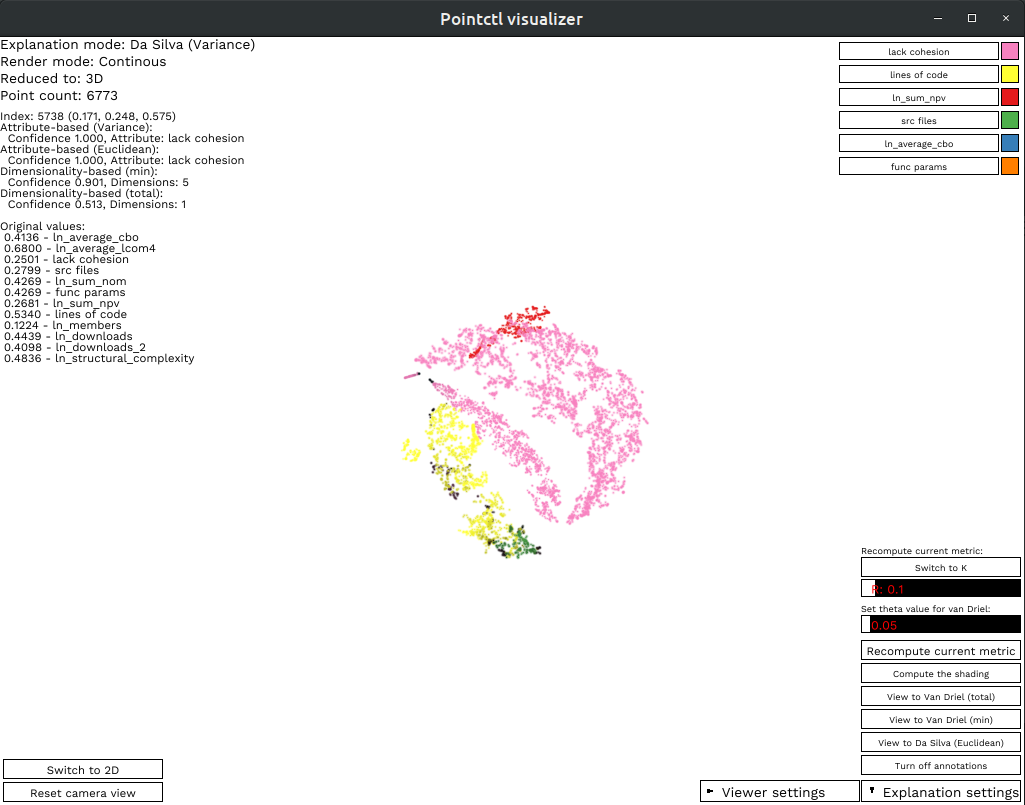 Pointctl visualizer
Explanation mode: Da Silva (Variance)
Render mode: Continous
Reduced to: 3D
Point count: 6773
Index: 5738 (0.171, 0.248, 0.575)
Attribute-based (Variance):
Confidence 1.000, Attribute: lack cohesion
Attribute-based (Euclidean):
Confidence 1.000, Attribute: lack cohesion
Dimensionality-based (min):
Confidence 0.901, Dimensions: 5
Dimensionality-based (total):
Confidence 0.513, Dimensions: 1
Original values:
0.4136 - ln_average_cbo
0.6800 - ln_average_lcom4
0.2501 - lack cohesion
0.2799 - src files
0.4269 - ln_sum_nom
0.4269 - func params
0.2681 - ln_sum_npv
0.5340 - lines of code
0.1224 - ln_members
0.4439 - ln_downloads
0.4098 - ln_downloads_2
0.4836 - ln_structural_complexity
lack cohesion
lines of code
ln_sum_npv
src files
ln_average_cbo
func params
Recompute current metric:
Switch to K
R: 0.1
Set theta value for van Driel:
0.05
Recompute current metric
Compute the shading
View to Van Driel (total)
View to Van Driel (min)
View to Da Silva (Euclidean)
Turn off annotations
Switch to 2D
Reset camera view
Viewer settings
Explanation settings